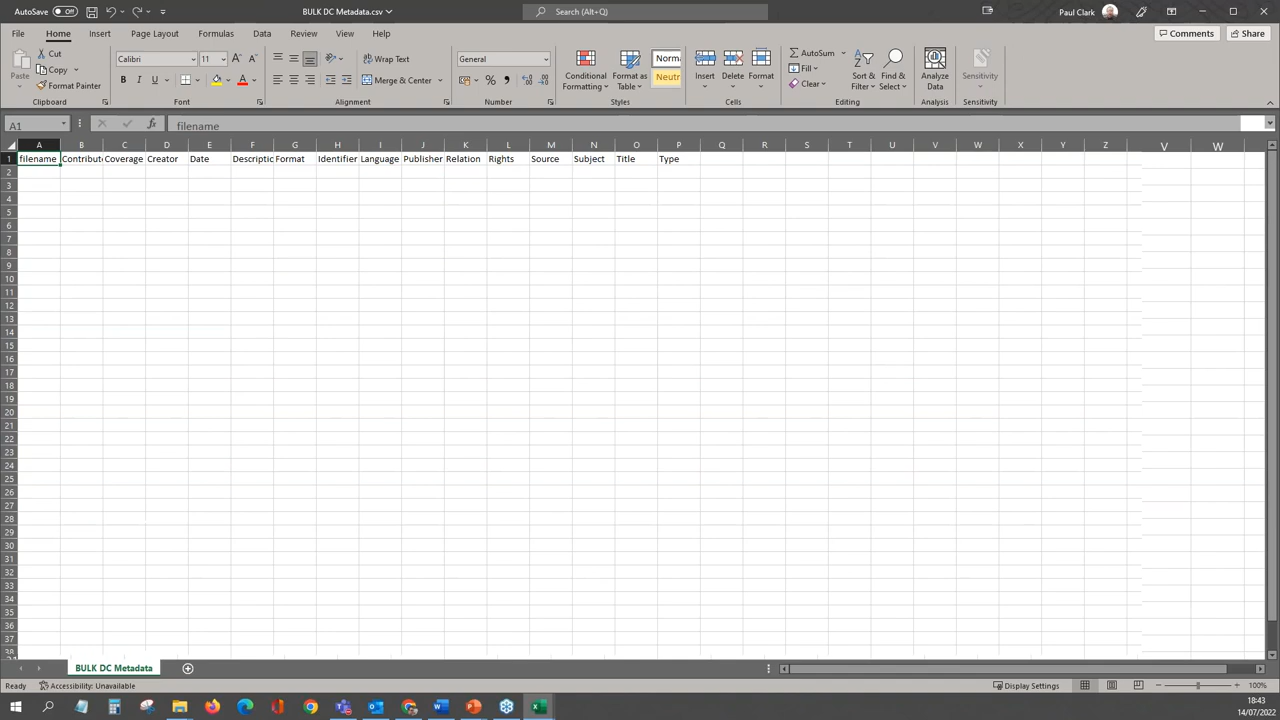 AutoSave Off BULK DC Metadata.csv Search (Alt+Q) Paul Clark
File Home Insert Page Layout Formulas Data Review View Help Comments Share
Paste Cut Copy Format Painter Clipboard
Calibri 11 B I U A A A Font
Wrap Text Merge & Center Alignment
General % Number
Conditional Formatting Format as Table Styles
Insert Delete Format Cells
AutoSum Fill Clear Sort & Filter Find & Select Editing
Analyze Data Analysis
Sensitivity Sensitivity
A1 fx filename
A B C D E F G H I J K L M N O P Q R S T U V W X Y Z V W
1 filename Contribut Coverage Creator Date Descriptic Format Identifier Language Publisher Relation Rights Source Subject Title Type
2
3
4
5
6
7
8
9
10
11
12
13
14
15
16
17
18
19
20
21
22
23
24
25
26
27
28
29
30
31
32
33
34
35
36
37
38
BULK DC Metadata
Ready Accessibility: Unavailable Display Settings 100%
18:43
14/07/2022